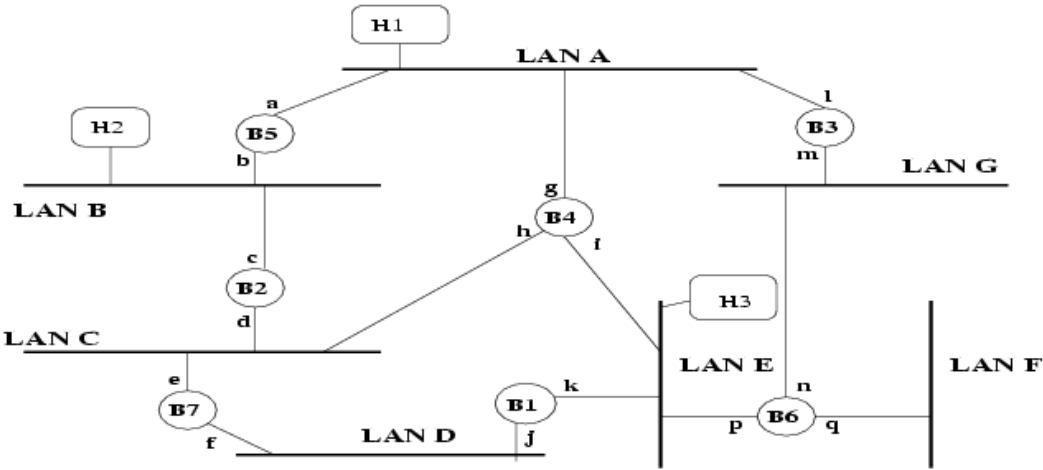 H1
LAN A
a
l
H2
B5
B3
b
m
LAN G
g
LAN B
B4
h
i
c
B2
H3
d
LAN C
LAN E
LAN F
e
k
n
B7
B1
B6
p
q
f
LAN D
j